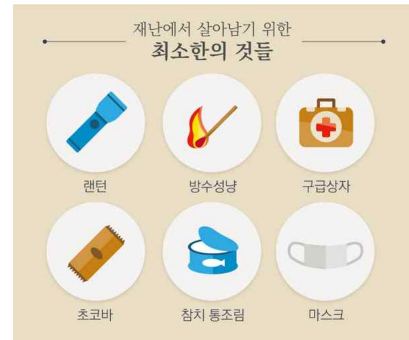 재난에서 살아남기 위한
최소한의 것들
랜턴
방수성냥
구급상자
초코바
참치 통조림
마스크